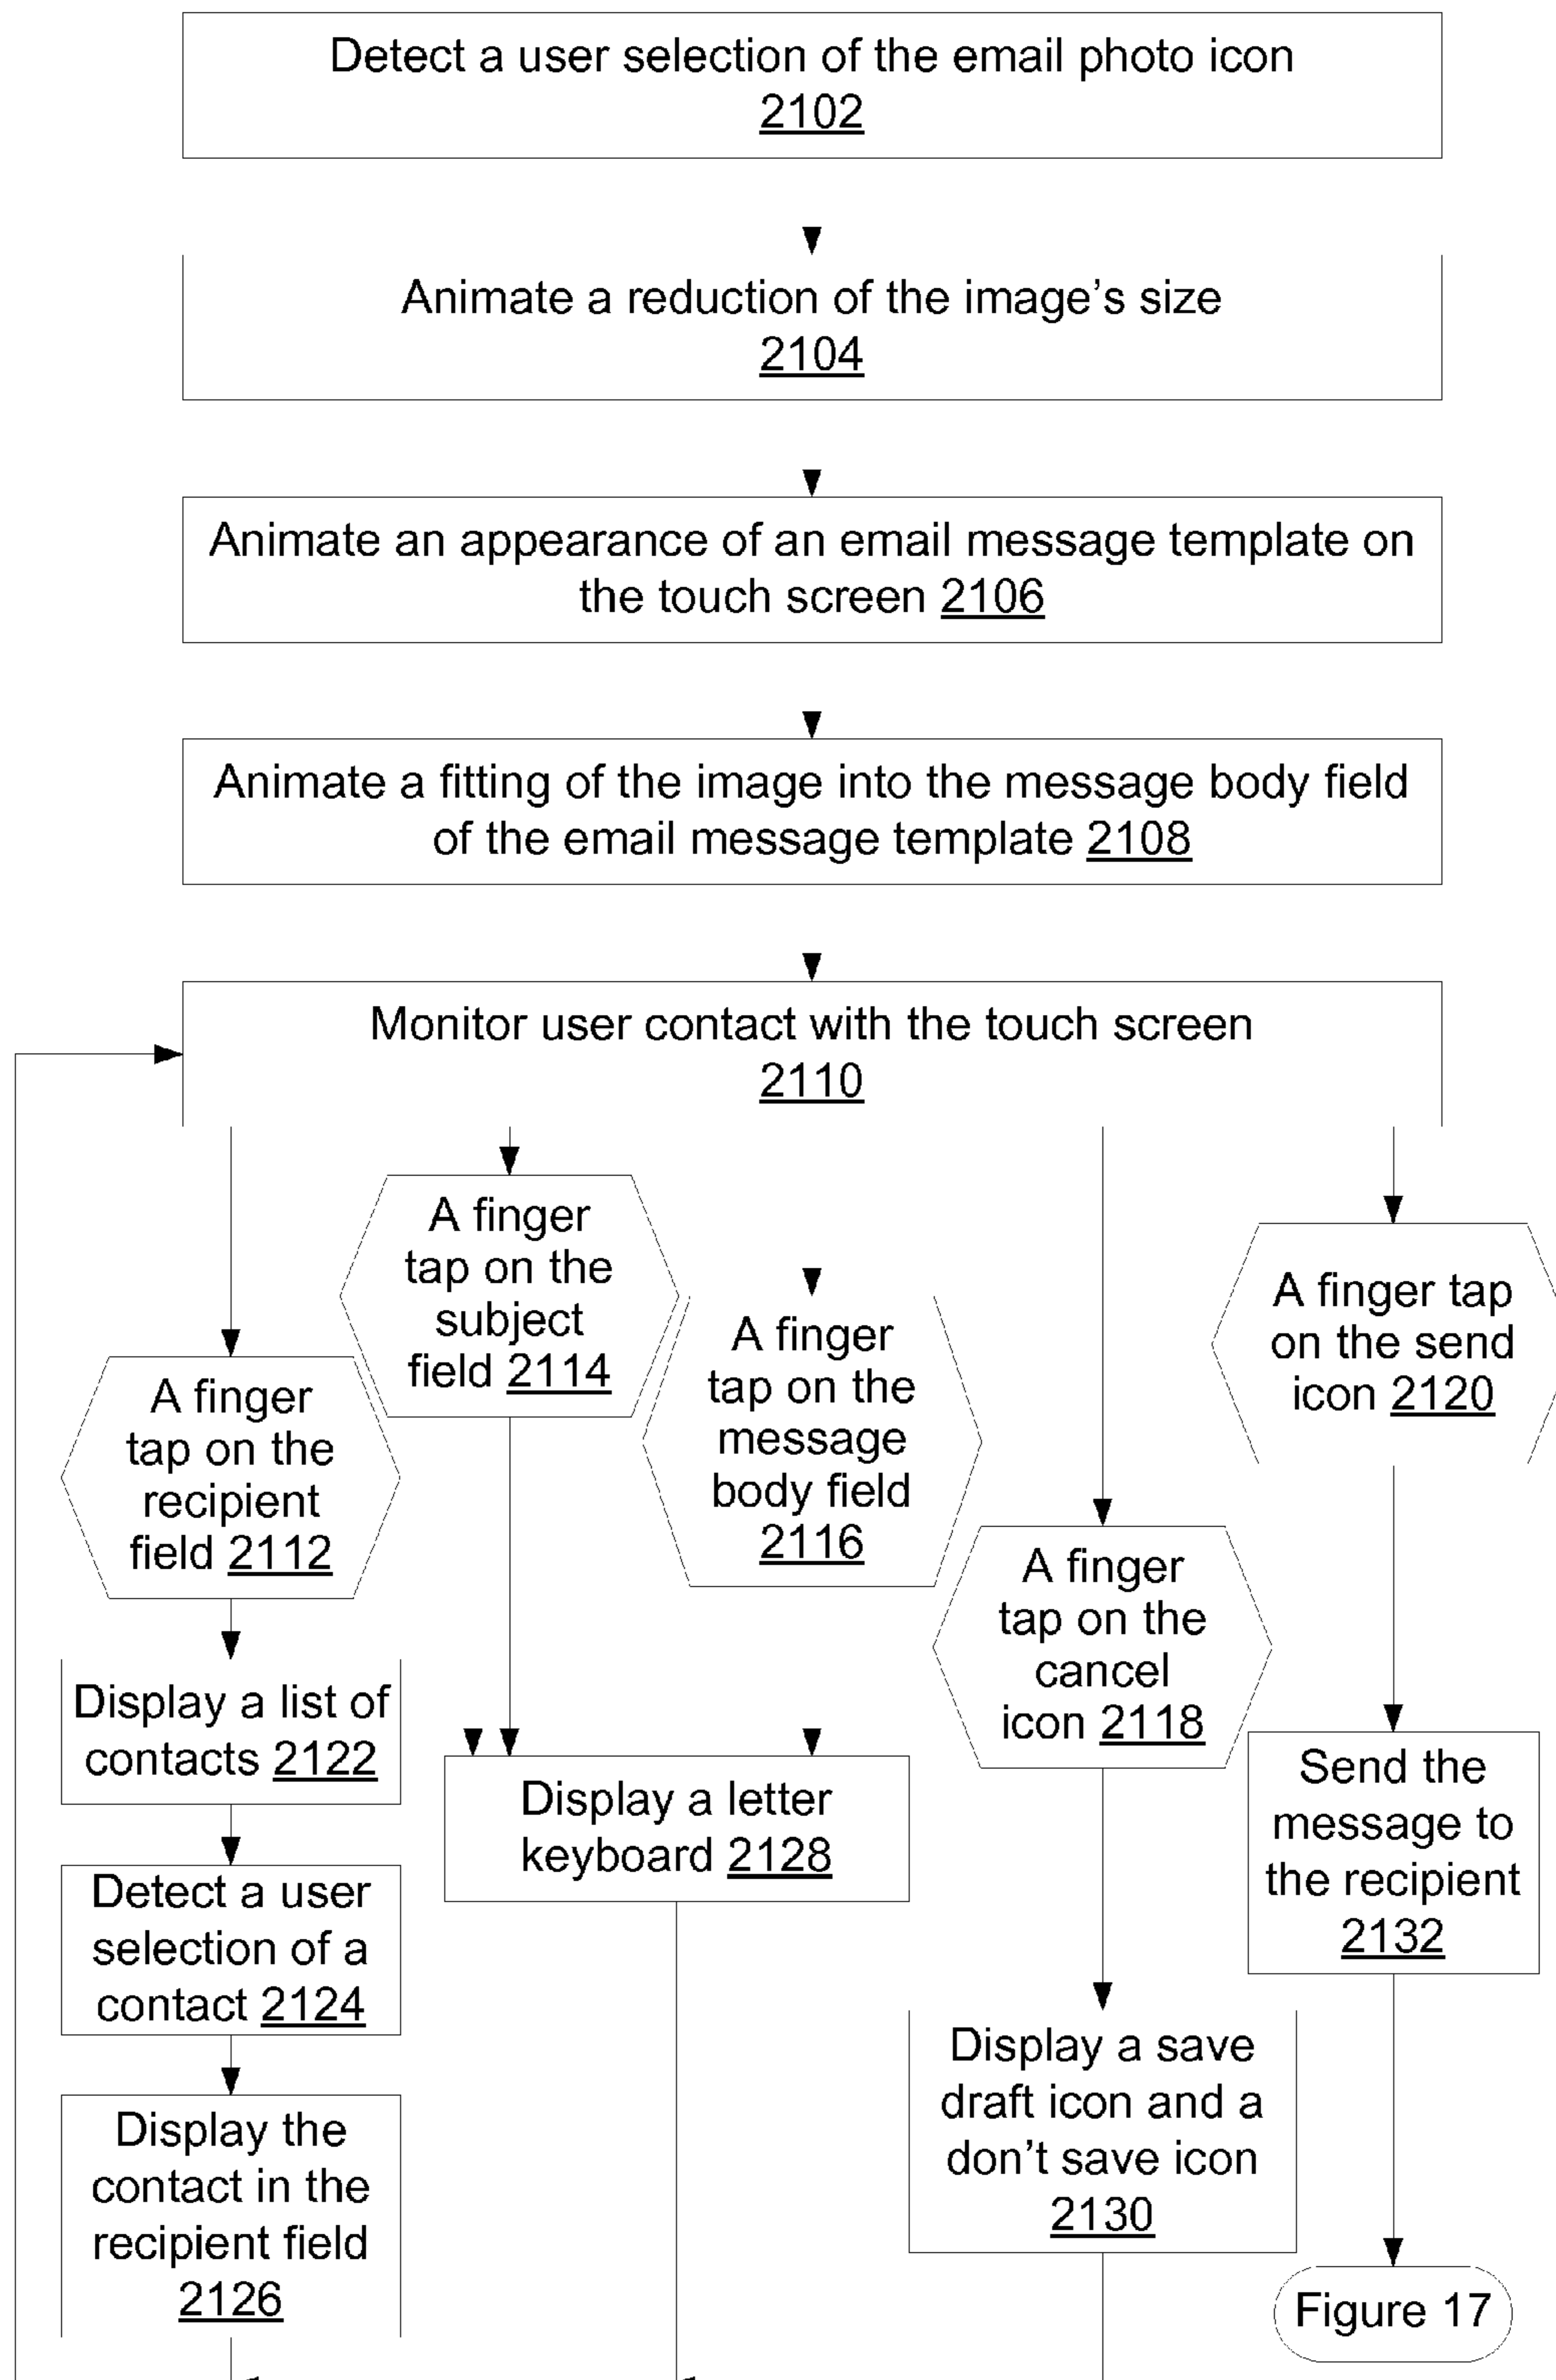 Detect a user selection of the email photo icon
2102
Animate a reduction of the image's size
2104
Animate an appearance of an email message template on
the touch screen 2106
Animate a fitting of the image into the message body field
of the email message template 2108
Monitor user contact with the touch screen
2110
A finger
tap on the
recipient
field 2112
A finger
tap on the
subject
field 2114
A finger
tap on the
message
body field
2116
A finger
tap on the
cancel
icon 2118
A finger tap
on the send
icon 2120
Display a list of
contacts 2122
Detect a user
selection of a
contact 2124
Display the
contact in the
recipient field
2126
Display a letter
keyboard 2128
Display a save
draft icon and a
don't save icon
2130
Send the
message to
the recipient
2132
Figure 17